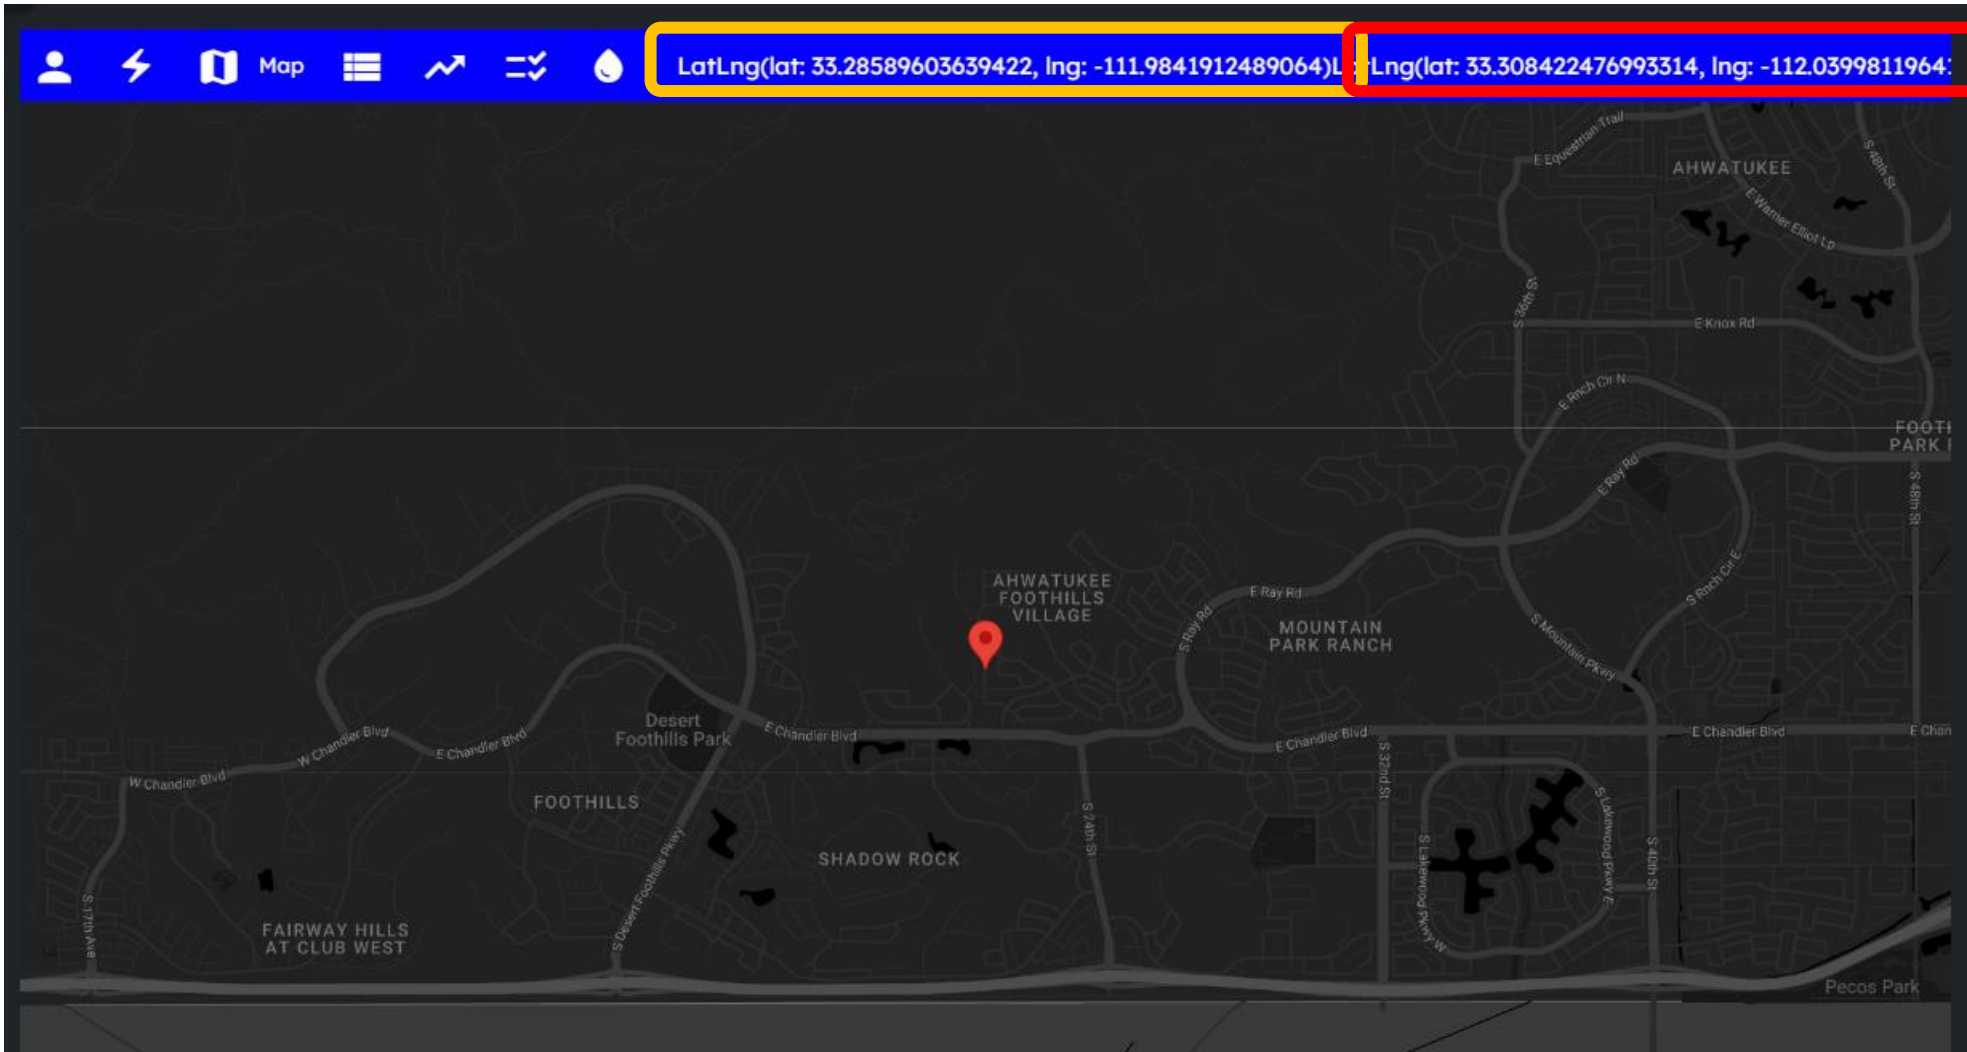 Map
LatLng(lat: 33.28589603639422, lng: -111.9841912489064)L
Lng(lat: 33.308422476993314, lng: -112.0399811964
E Equestrian Trail
AHWATUKEE
S 48th St
E Warner Elliot Lp
S 36th St
E Knox Rd
E Rnch Cir N
FOOTH
PARK
E Ray Rd
S 48th St
S Rnch Cir E
AHWATUKEE
FOOTHILLS
VILLAGE
E Ray Rd
S Ray Rd
MOUNTAIN
PARK RANCH
S Mountain Pkwy
Desert
Foothills Park
E Chandler Blvd
W Chandler Blvd
E Chandler Blvd
E Chandler Blvd
E Chandler Blvd
E Chan
W Chandler Blvd
S 32nd St
FOOTHILLS
S 24th St
S Lakewood Pkwy E
SHADOW ROCK
S Desert Foothills Pkwy
S Lakewood Pkwy W
S 40th St
S 17th Ave
FAIRWAY HILLS
AT CLUB WEST
Pecos Park